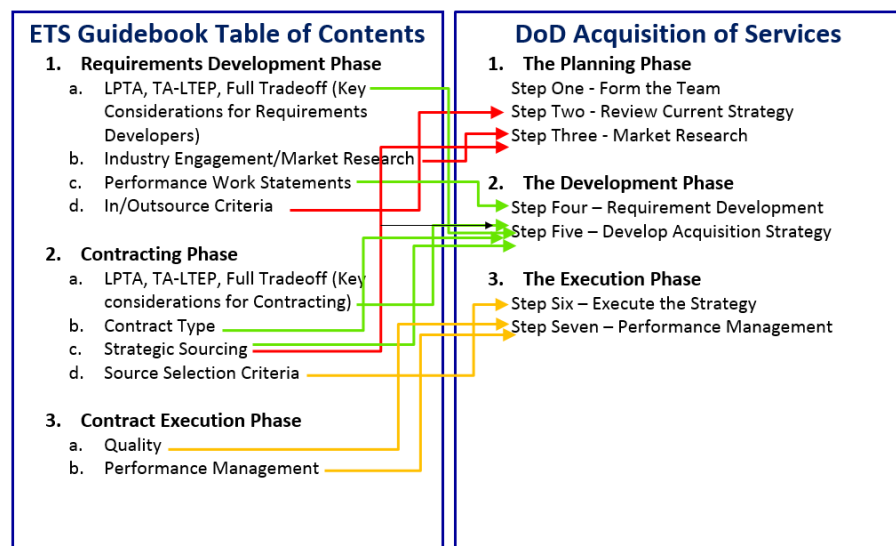 ETS Guidebook Table of Contents
1. Requirements Development Phase
a. LPTA, TA-LTEP, Full Tradeoff (Key
Considerations for Requirements
Developers)
b. Industry Engagement/Market Research
c. Performance Work Statements
d. In/Outsource Criteria
2. Contracting Phase
a. LPTA, TA-LTEP, Full Tradeoff (Key
considerations for Contracting)
b. Contract Type
c. Strategic Sourcing
d. Source Selection Criteria
3. Contract Execution Phase
a. Quality
b. Performance Management
DoD Acquisition of Services
1. The Planning Phase
Step One - Form the Team
Step Two - Review Current Strategy
Step Three - Market Research
2. The Development Phase
Step Four – Requirement Development
Step Five – Develop Acquisition Strategy
3. The Execution Phase
Step Six – Execute the Strategy
Step Seven – Performance Management